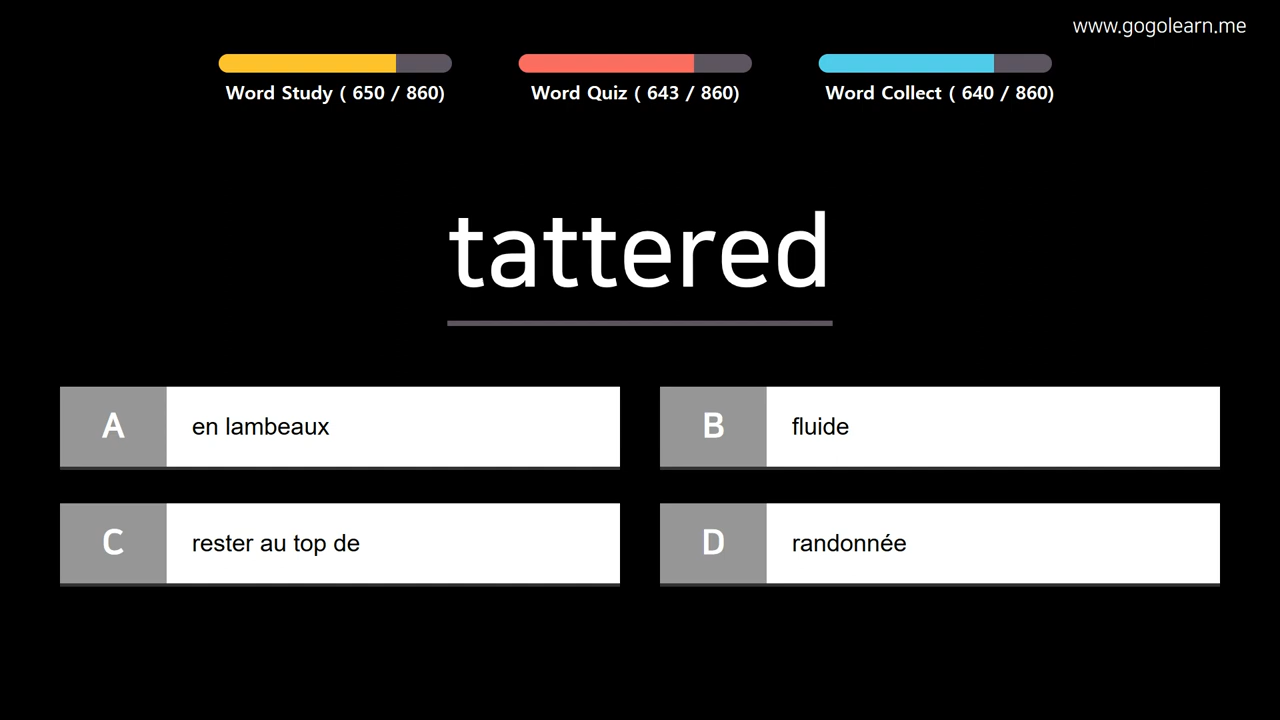 www.gogolearn.me
Word Study ( 650 / 860)
Word Quiz ( 643 / 860)
Word Collect ( 640 / 860)
tattered
A en lambeaux
B fluide
C rester au top de
D randonnée